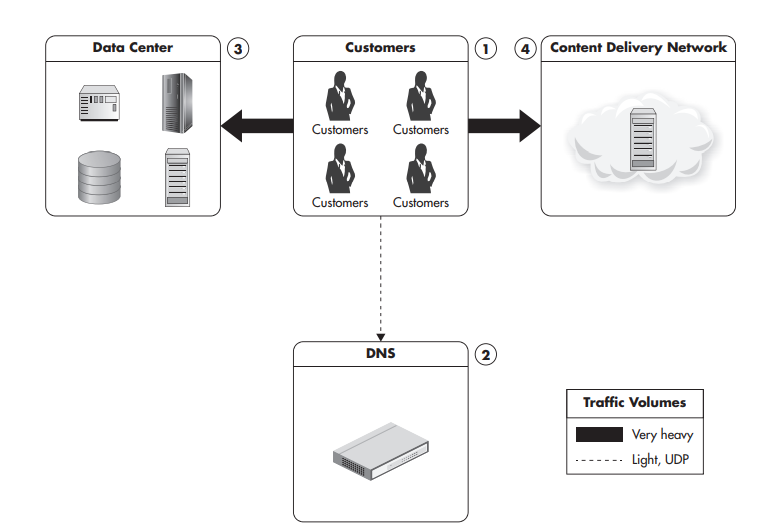 Data Center
3
Customers
1
4
Content Delivery Network
Customers
Customers
Customers
Customers
DNS
2
Traffic Volumes
Very heavy
Light, UDP